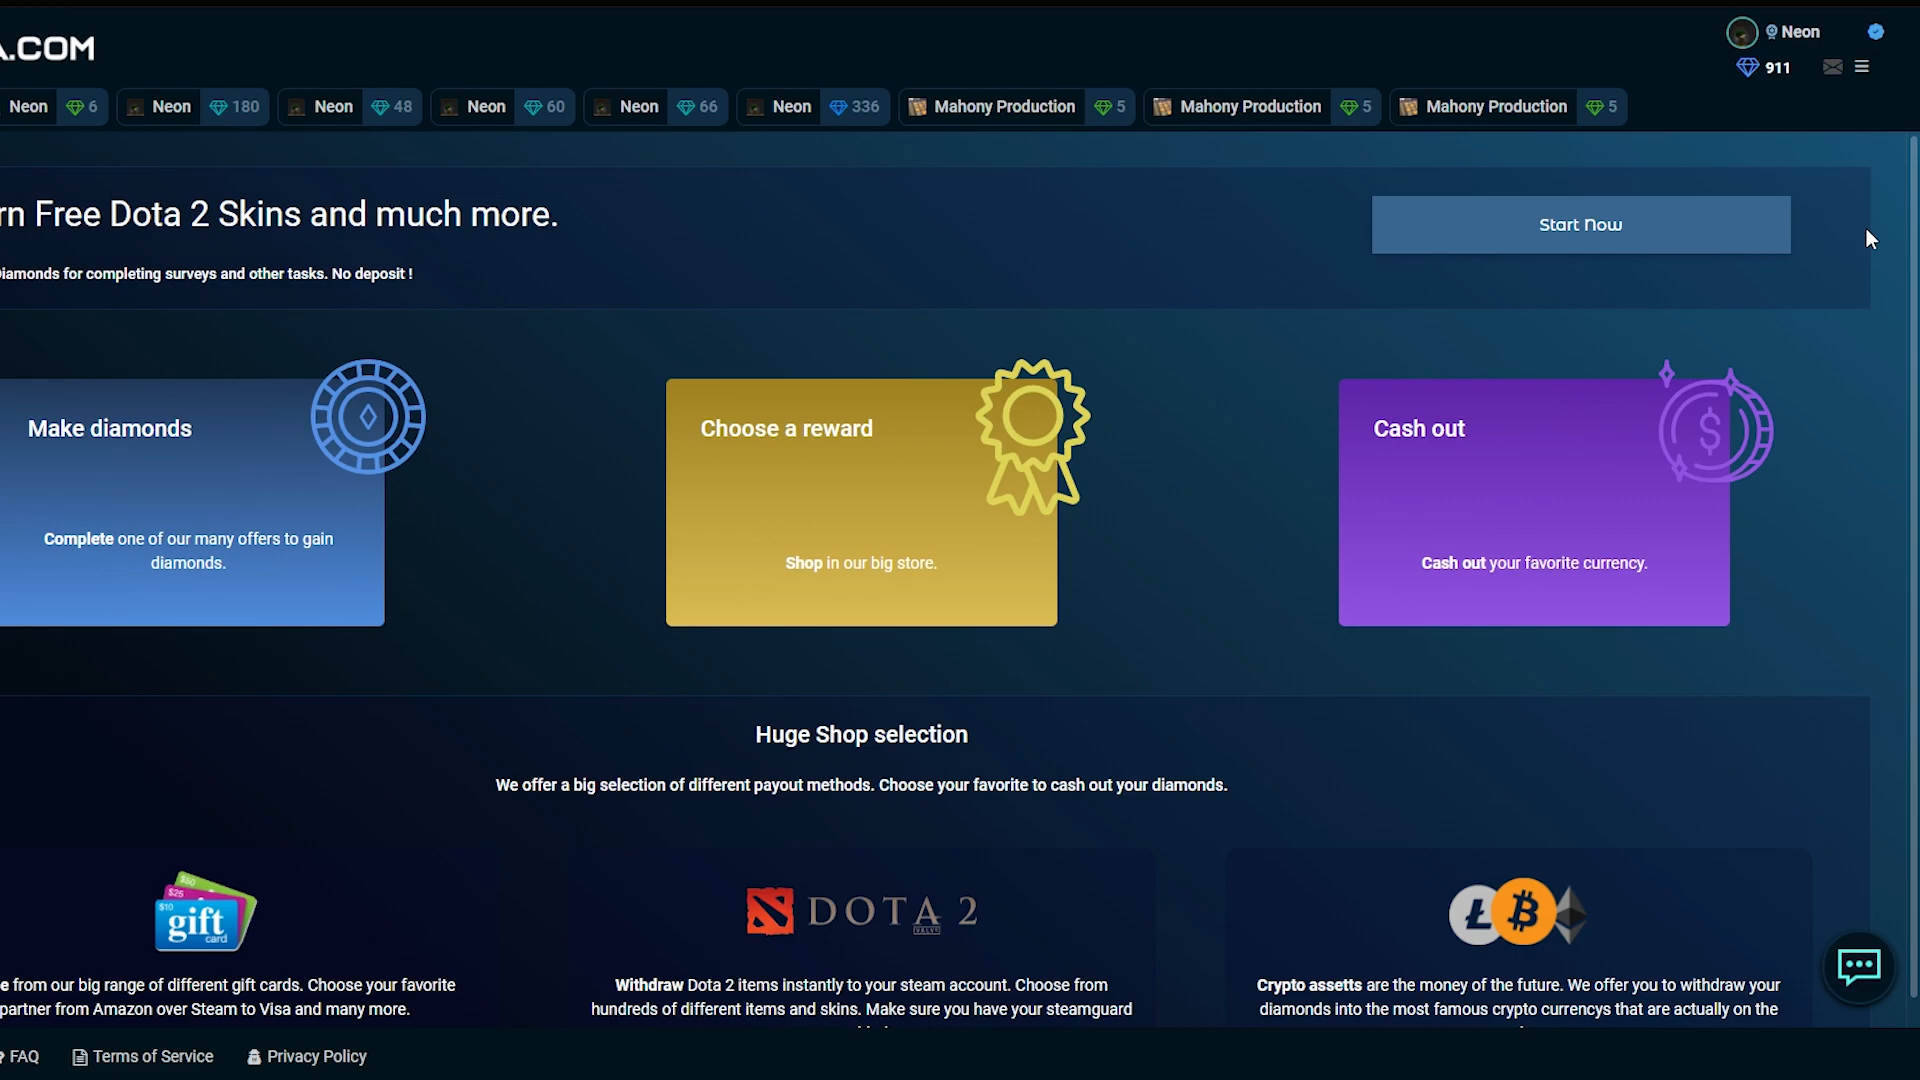 .COM
Neon
911
Neon 6 Neon 180 Neon 48 Neon 60 Neon 66 Neon 336 Mahony Production 5 Mahony Production 5 Mahony Production 5
rn Free Dota 2 Skins and much more.
Start Now
iamonds for completing surveys and other tasks. No deposit !
Make diamonds
Complete one of our many offers to gain
diamonds.
Choose a reward
Shop in our big store.
Cash out
$
Cash out your favorite currency.
Huge Shop selection
We offer a big selection of different payout methods. Choose your favorite to cash out your diamonds.
$50
$25
$10
gift
card
e from our big range of different gift cards. Choose your favorite
partner from Amazon over Steam to Visa and many more.
DOTA 2
VALVE
Withdraw Dota 2 items instantly to your steam account. Choose from
hundreds of different items and skins. Make sure you have your steamguard
Crypto assetts are the money of the future. We offer you to withdraw your
diamonds into the most famous crypto currencys that are actually on the
FAQ Terms of Service Privacy Policy